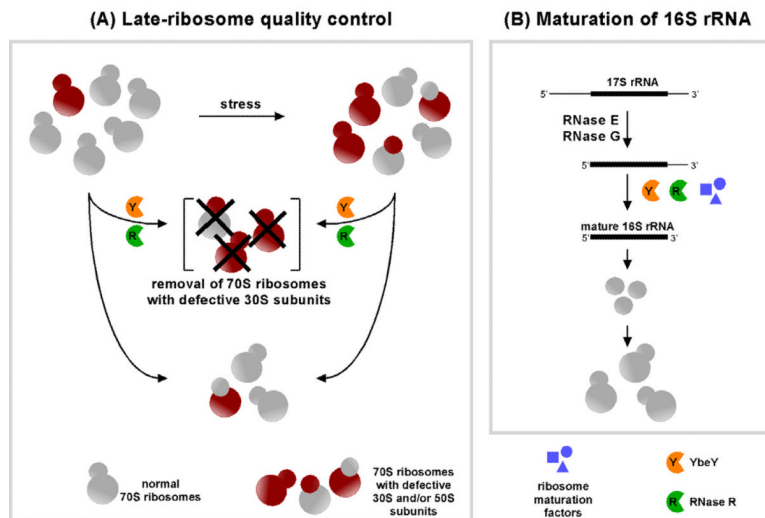 (A) Late-ribosome quality control
stress
Y
R
Y
R
removal of 70S ribosomes
with defective 30S subunits
normal
70S ribosomes
70S ribosomes
with defective
30S and/or 50S
subunits
(B) Maturation of 16S rRNA
17S rRNA
5' 3'
RNase E
RNase G
5' 3'
Y R
mature 16S rRNA
5' 3'
ribosome
maturation
factors
Y YbeY
R RNase R